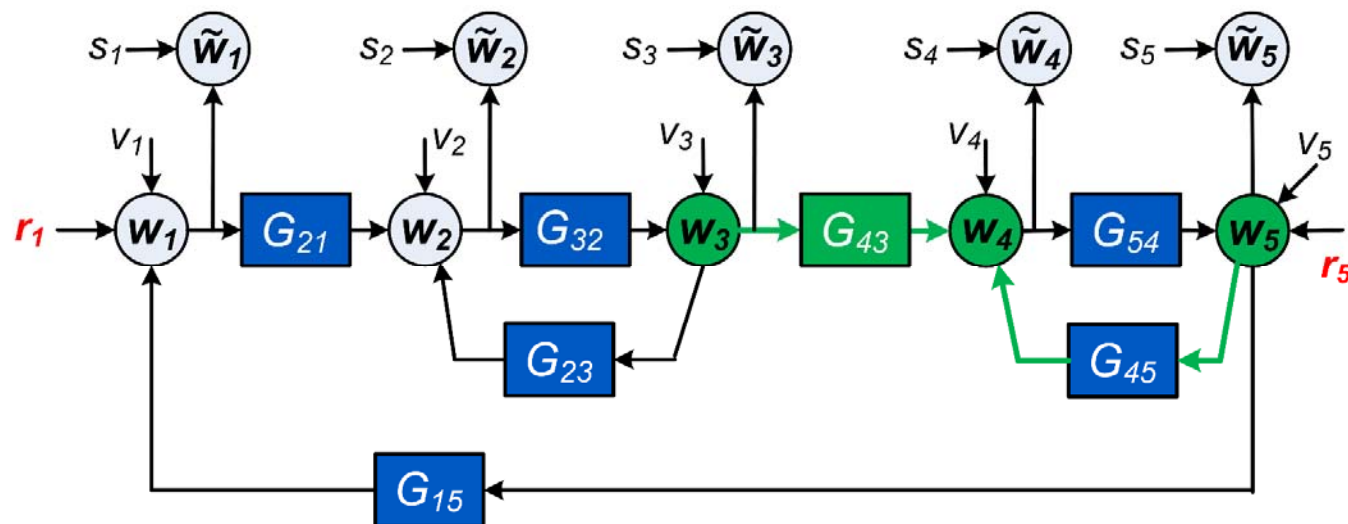 s₁ w̃₁ s₂ w̃₂ s₃ w̃₃ s₄ w̃₄ s₅ w̃₅
v₁ v₂ v₃ v₄ v₅
r₁ w₁ G₂₁ w₂ G₃₂ w₃ G₄₃ w₄ G₅₄ w₅ r₅
G₂₃ G₄₅
G₁₅